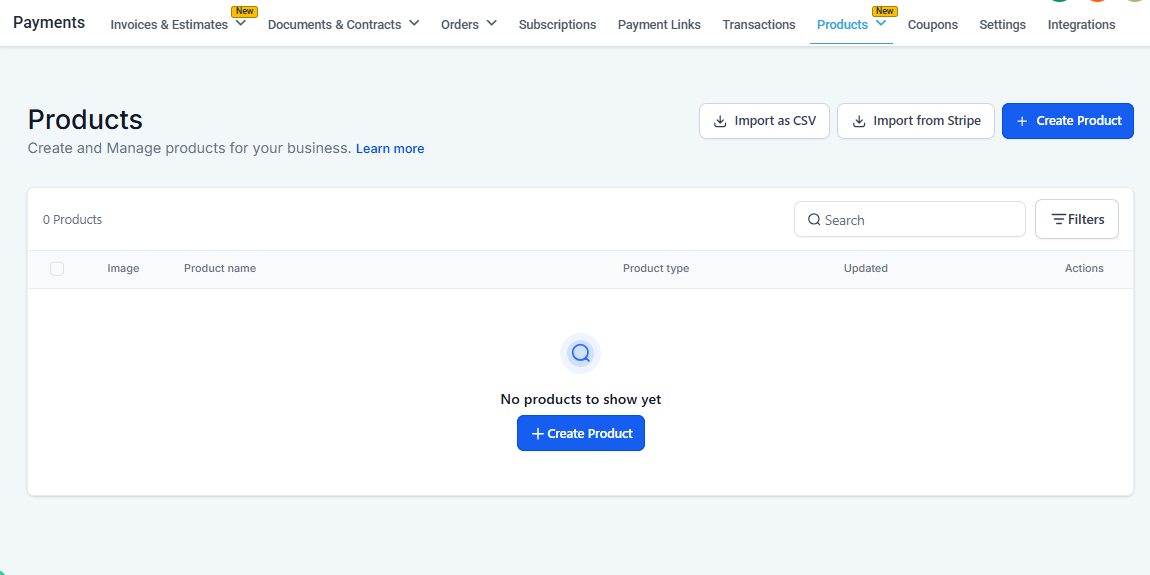 Payments
Invoices & Estimates New
Documents & Contracts
Orders
Subscriptions
Payment Links
Transactions
Products New
Coupons
Settings
Integrations
Products
Create and Manage products for your business. Learn more
Import as CSV
Import from Stripe
Create Product
0 Products
Search
Filters
Image Product name Product type Updated Actions
No products to show yet
Create Product